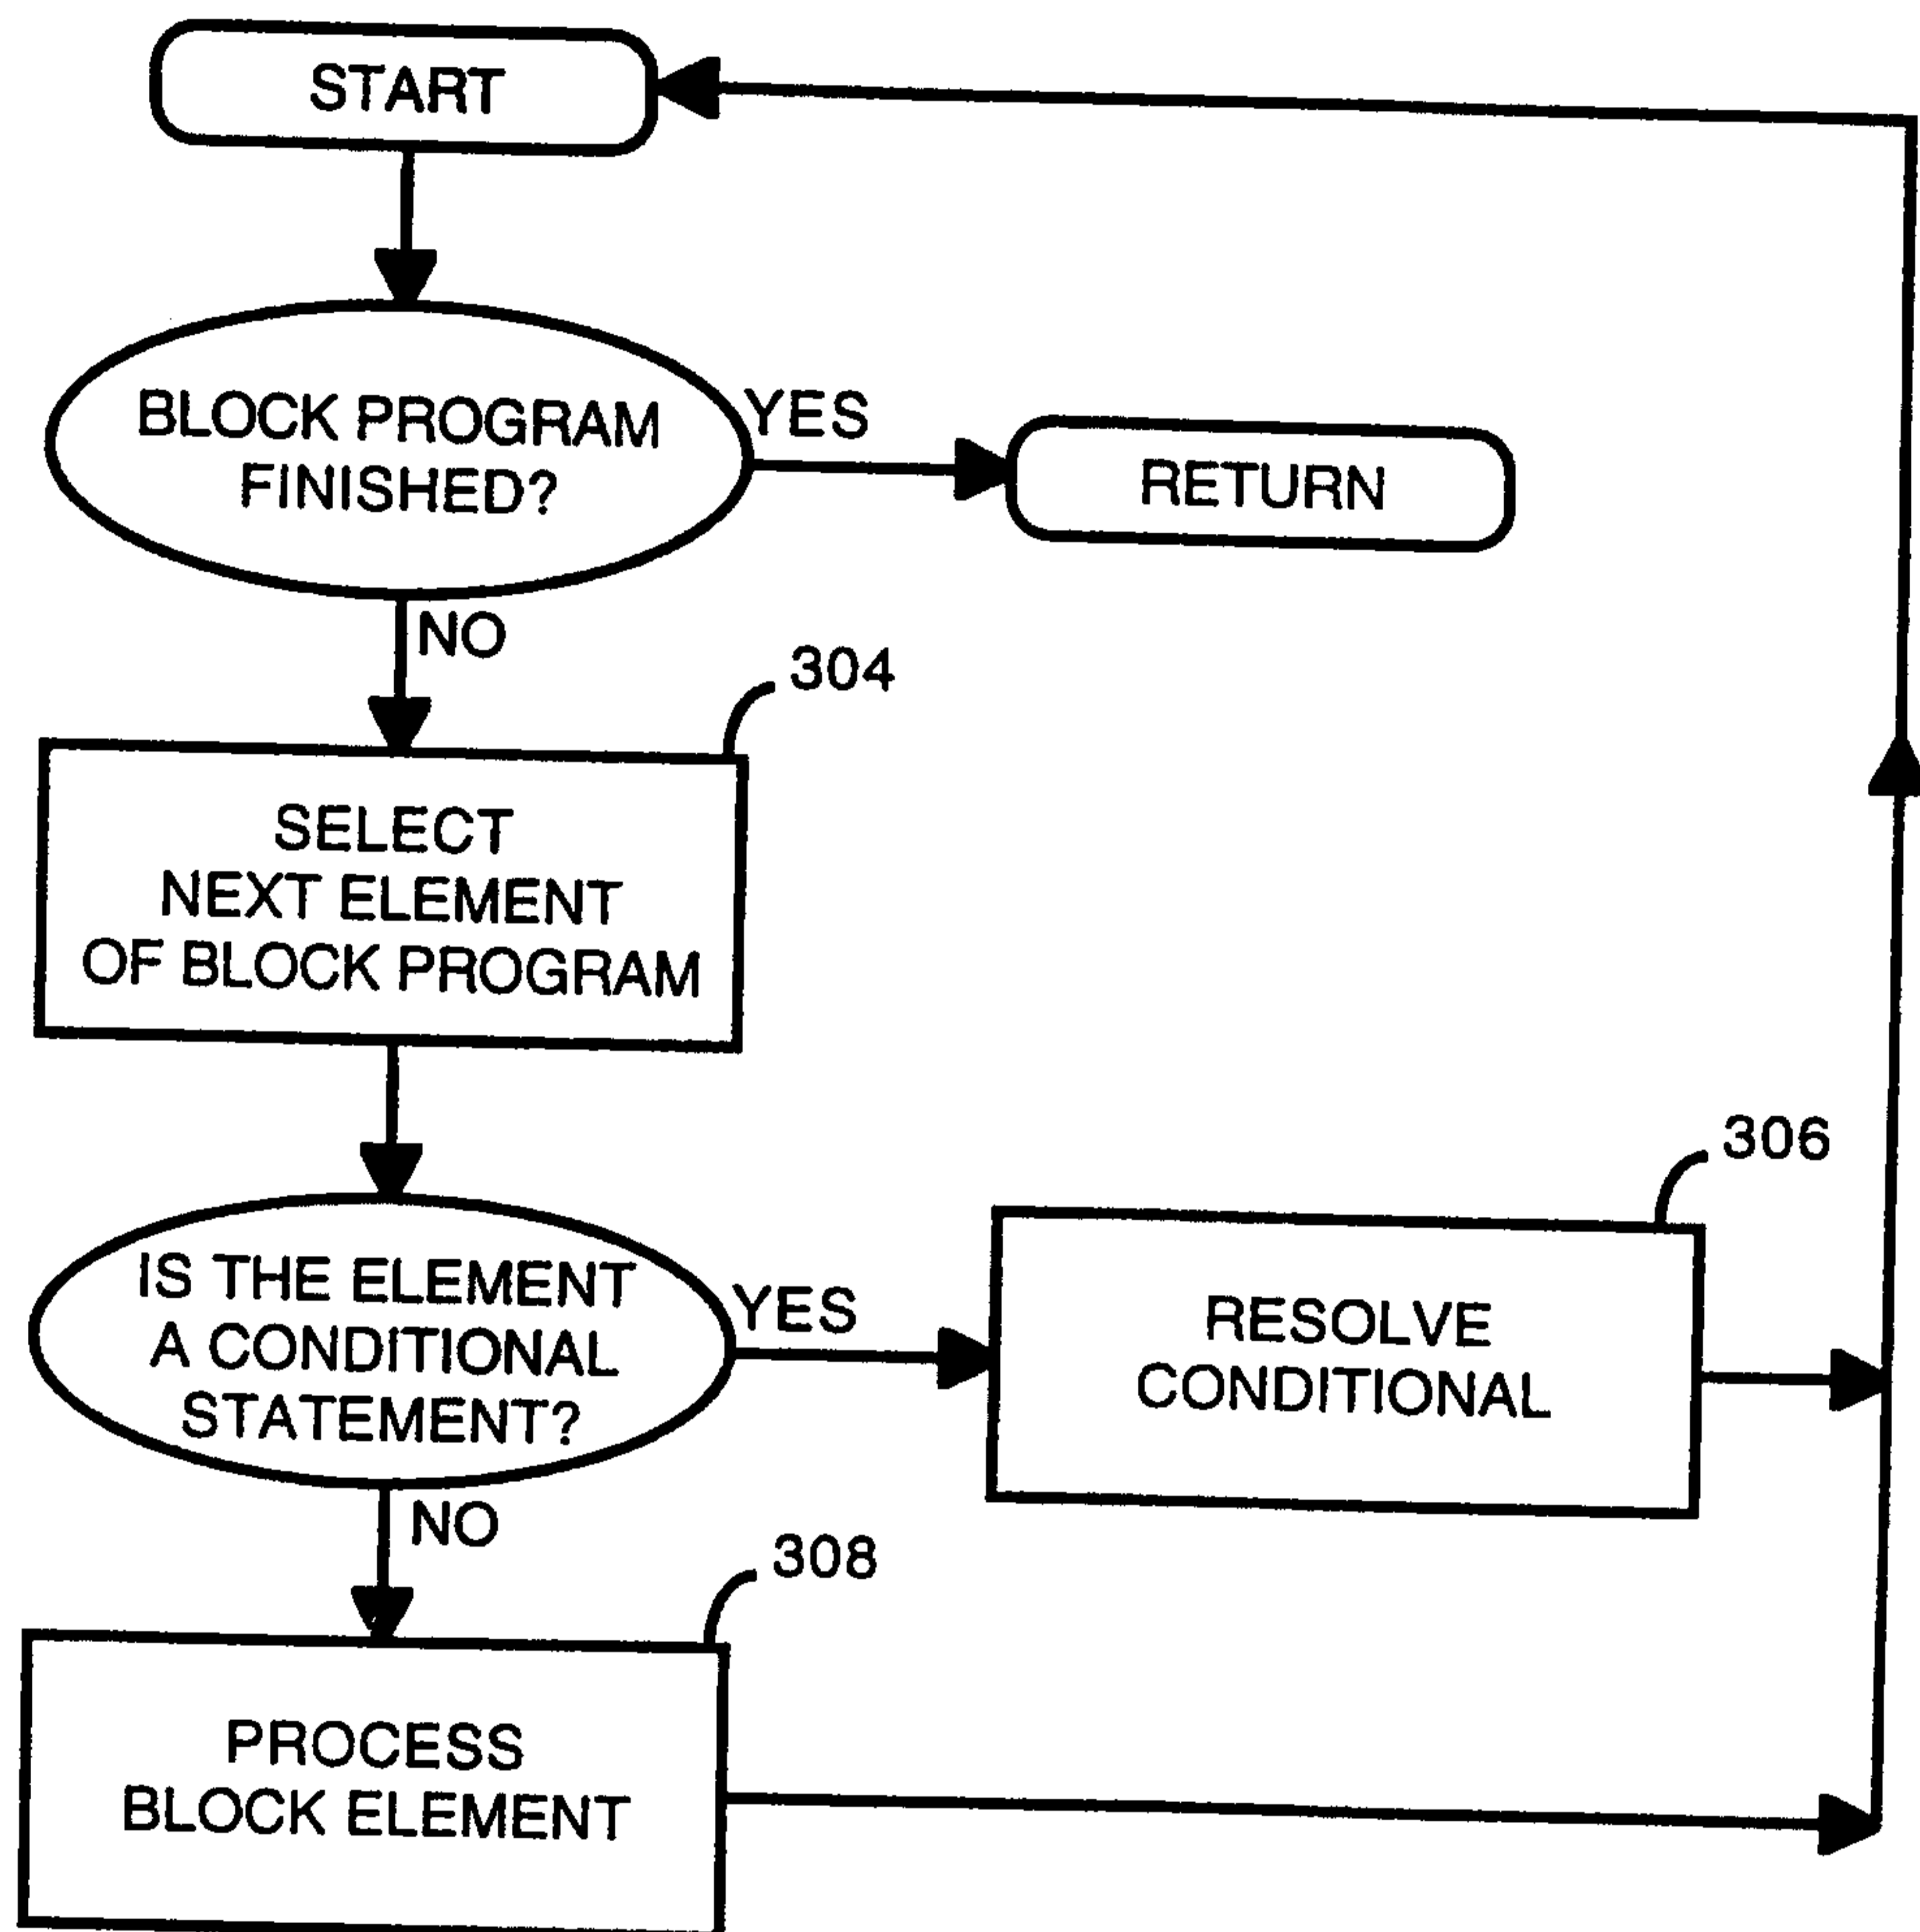 START
BLOCK PROGRAM
FINISHED?
YES
RETURN
NO
304
SELECT
NEXT ELEMENT
OF BLOCK PROGRAM
306
IS THE ELEMENT
A CONDITIONAL
STATEMENT?
YES
RESOLVE
CONDITIONAL
NO
308
PROCESS
BLOCK ELEMENT